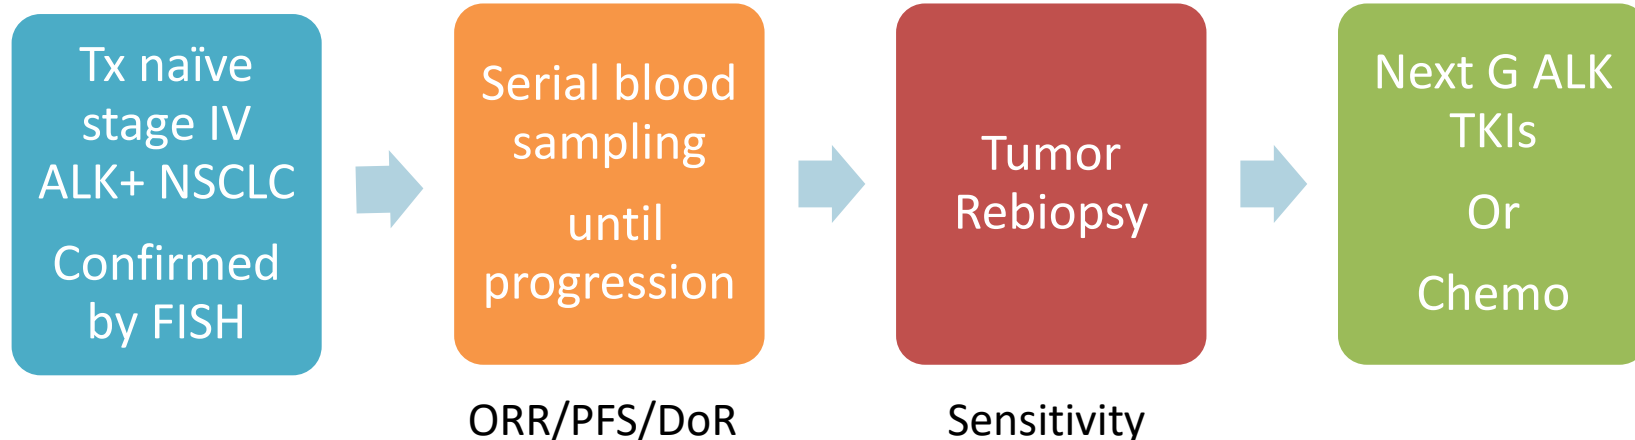 Tx naïve
stage IV
ALK+ NSCLC
Confirmed
by FISH
Serial blood
sampling
until
progression
Tumor
Rebiopsy
Next G ALK
TKIs
Or
Chemo
ORR/PFS/DoR
Sensitivity